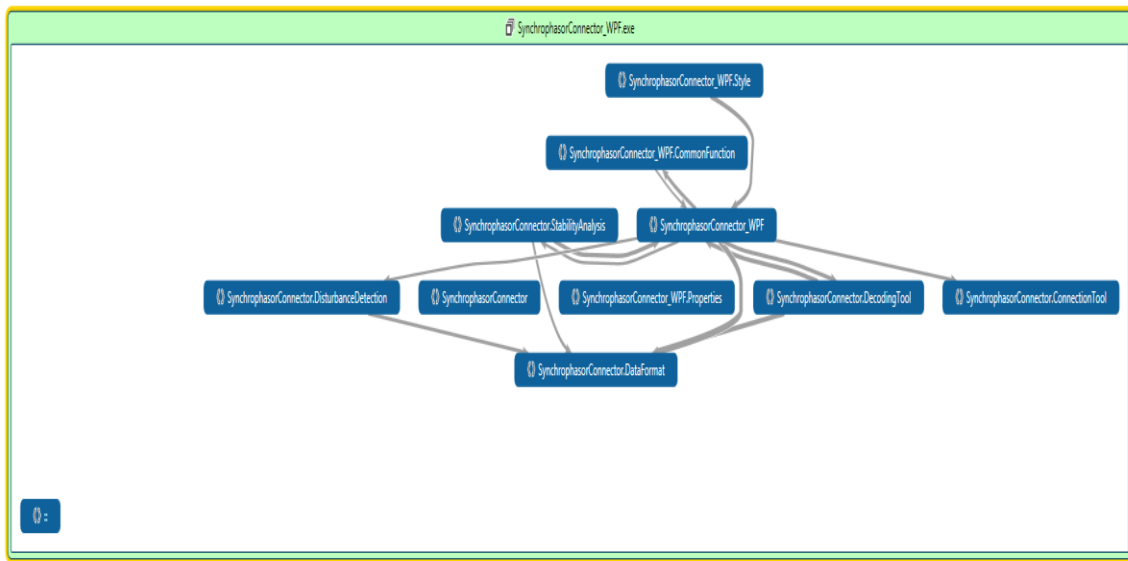 SynchrophasorConnector_WPF.exe
SynchrophasorConnector_WPF.Style
SynchrophasorConnector_WPF.CommonFunction
SynchrophasorConnector.StabilityAnalysis
SynchrophasorConnector_WPF
SynchrophasorConnector.DisturbanceDetection
SynchrophasorConnector
SynchrophasorConnector_WPF.Properties
SynchrophasorConnector.DecodingTool
SynchrophasorConnector.ConnectionTool
SynchrophasorConnector.DataFormat
::